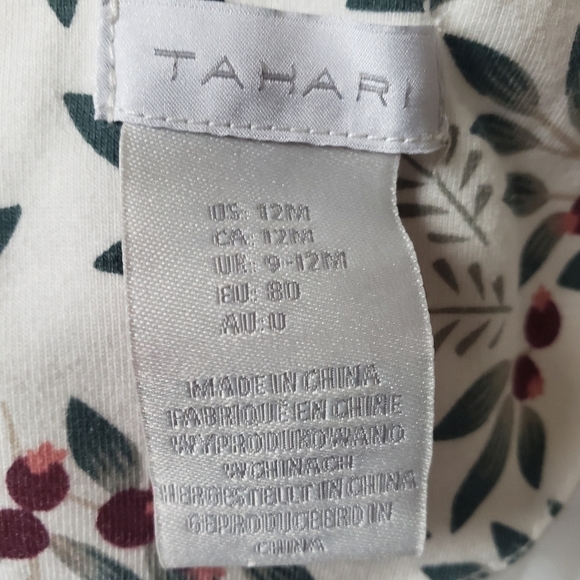 TAHARI
US: 12M
CA: 12M
UK: 9-12M
EU: 80
AU: 0
MADE IN CHINA
FABRIQUÉ EN CHINE
WYPRODUKOWANO
W CHINACH
HERGESTELLT IN CHINA
GEPRODUCEERD IN
CHINA